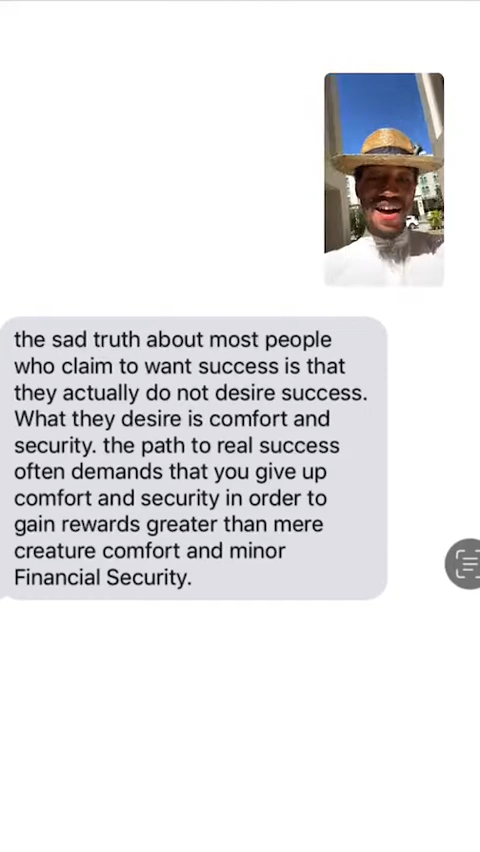 the sad truth about most people
who claim to want success is that
they actually do not desire success.
What they desire is comfort and
security. the path to real success
often demands that you give up
comfort and security in order to
gain rewards greater than mere
creature comfort and minor
Financial Security.